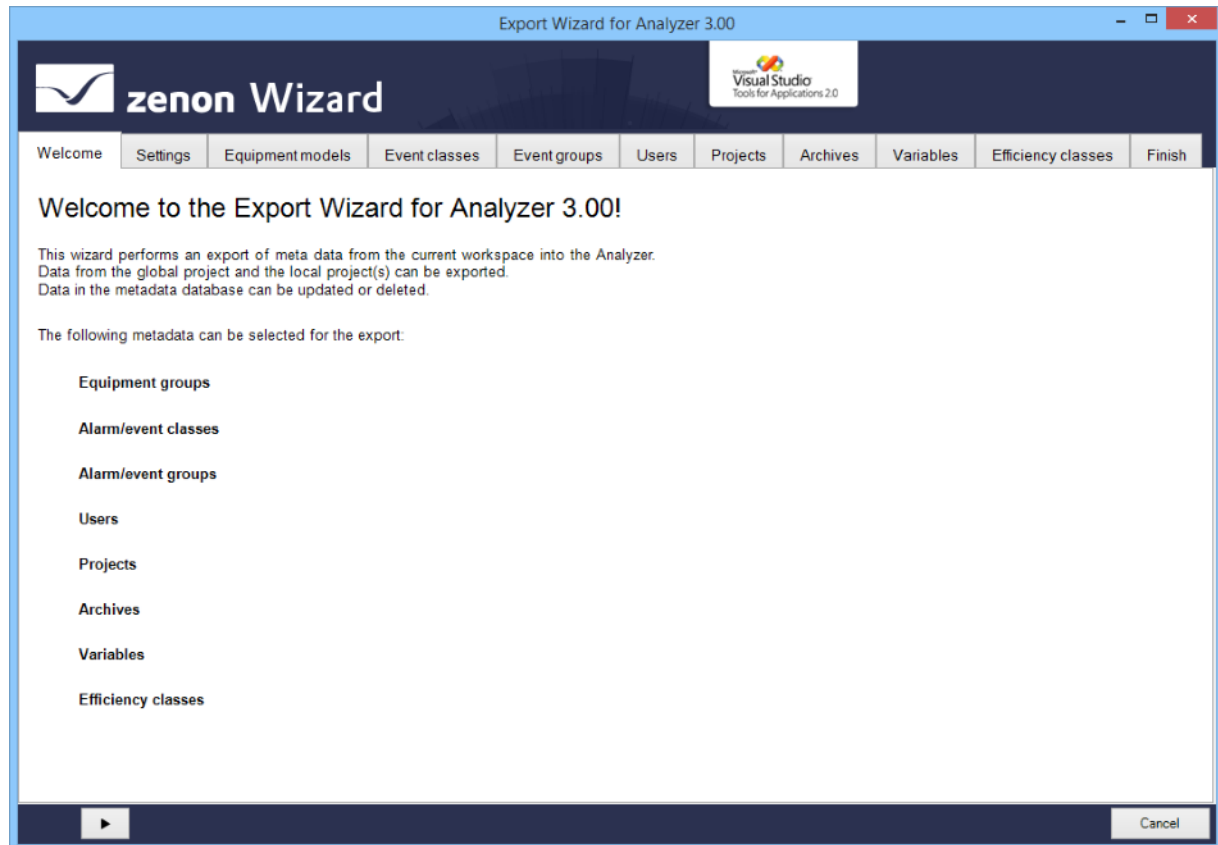 Export Wizard for Analyzer 3.00
zenon Wizard
Microsoft
Visual Studio
Tools for Applications 2.0
Welcome
Settings
Equipment models
Event classes
Event groups
Users
Projects
Archives
Variables
Efficiency classes
Finish
Welcome to the Export Wizard for Analyzer 3.00!
This wizard performs an export of meta data from the current workspace into the Analyzer.
Data from the global project and the local project(s) can be exported.
Data in the metadata database can be updated or deleted.
The following metadata can be selected for the export:
Equipment groups
Alarm/event classes
Alarm/event groups
Users
Projects
Archives
Variables
Efficiency classes
Cancel